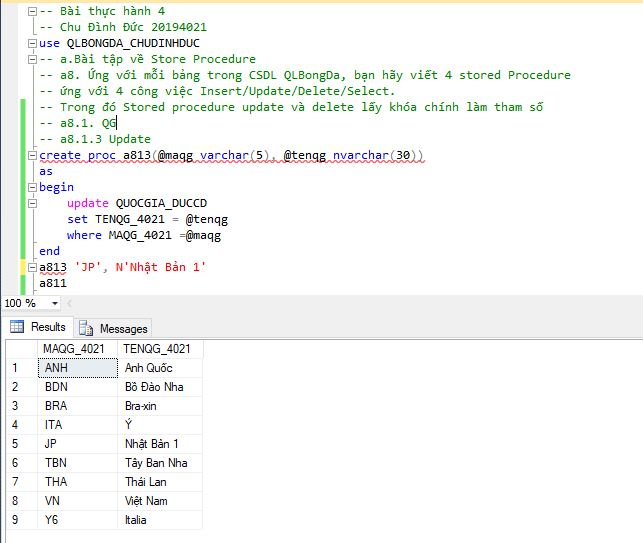 -- Bài thực hành 4
-- Chu Đình Đức 20194021
use QLBONGDA_CHUDINHDUC
-- a.Bài tập về Store Procedure
-- a8. Ứng với mỗi bảng trong CSDL QLBongDa, bạn hãy viết 4 stored Procedure
-- ứng với 4 công việc Insert/Update/Delete/Select.
-- Trong đó Stored procedure update và delete lấy khóa chính làm tham số
-- a8.1. QG
-- a8.1.3 Update
create proc a813(@maqg varchar(5), @tenqg nvarchar(30))
as
begin
update QUOCGIA_DUCCD
set TENQG_4021 = @tenqg
where MAQG_4021 =@maqg
end
a813 'JP', N'Nhật Bản 1'
a811
100 %
Results Messages
MAQG_4021 TENQG_4021
1 ANH Anh Quốc
2 BDN Bồ Đào Nha
3 BRA Bra-xin
4 ITA Ý
5 JP Nhật Bản 1
6 TBN Tây Ban Nha
7 THA Thái Lan
8 VN Việt Nam
9 Y6 Italia